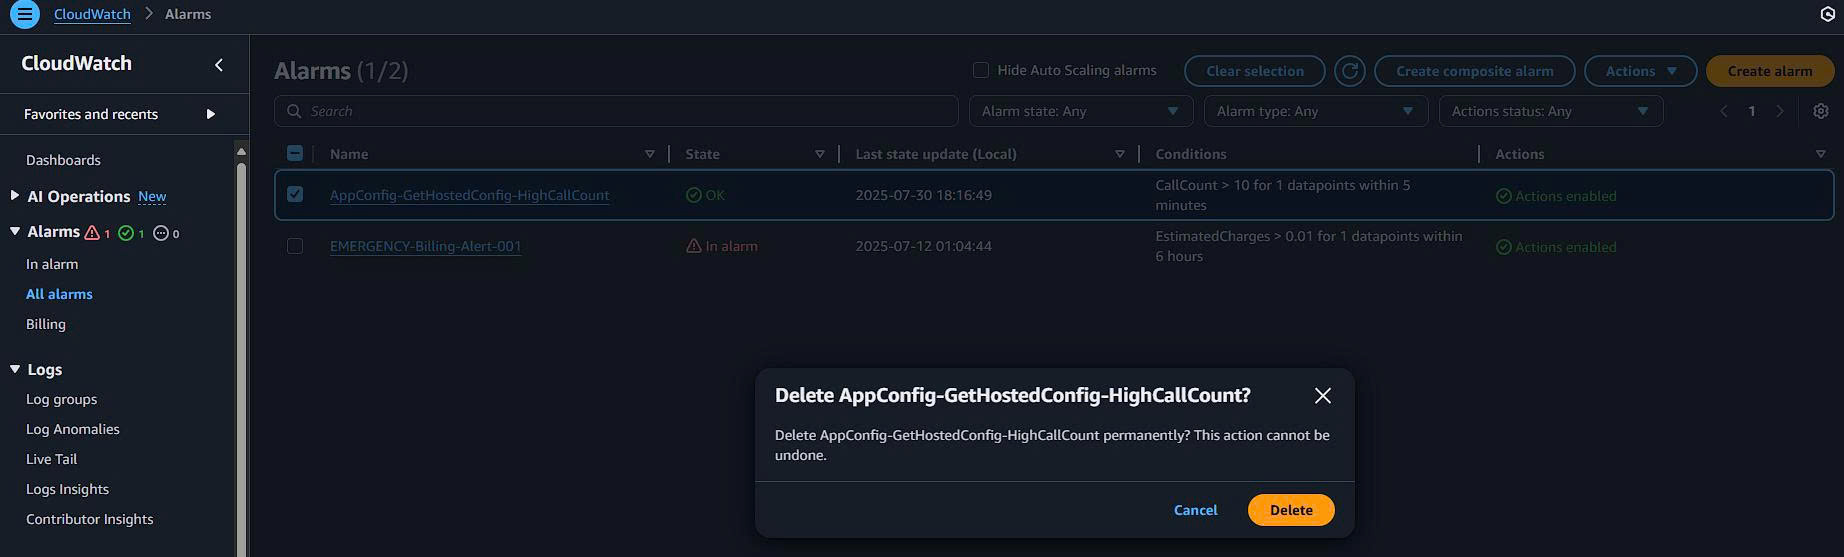 CloudWatch > Alarms
CloudWatch
Favorites and recents
Dashboards
AI Operations New
Alarms 1 1 0
In alarm
All alarms
Billing
Logs
Log groups
Log Anomalies
Live Tail
Logs Insights
Contributor Insights
Alarms (1/2)
Hide Auto Scaling alarms
Clear selection
Create composite alarm
Actions
Create alarm
Search
Alarm state: Any
Alarm type: Any
Actions status: Any
1
Name State Last state update (Local) Conditions Actions
AppConfig-GetHostedConfig-HighCallCount OK 2025-07-30 18:16:49 CallCount > 10 for 1 datapoints within 5
minutes
Actions enabled
EMERGENCY-Billing-Alert-001 In alarm 2025-07-12 01:04:44 EstimatedCharges > 0.01 for 1 datapoints within
6 hours
Actions enabled
Delete AppConfig-GetHostedConfig-HighCallCount?
Delete AppConfig-GetHostedConfig-HighCallCount permanently? This action cannot be
undone.
Cancel
Delete